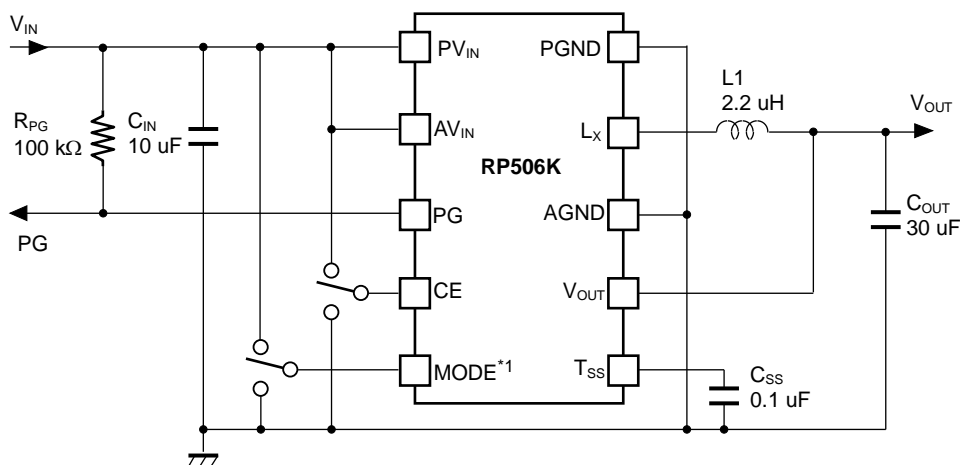 VIN
PVIN
PGND
L1
2.2 uH
VOUT
RPG
100 kΩ
CIN
10 uF
AVIN
LX
RP506K
PG
AGND
COUT
30 uF
PG
CE
VOUT
MODE*1
TSS
CSS
0.1 uF